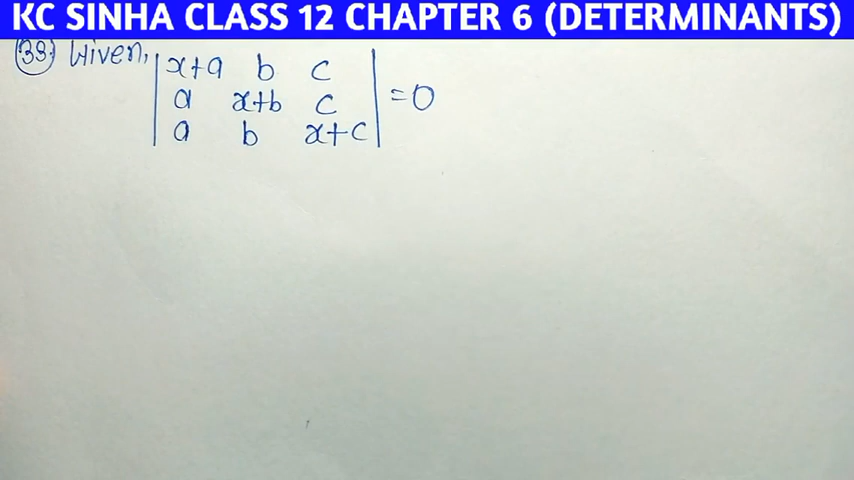 KC SINHA CLASS 12 CHAPTER 6 (DETERMINANTS)
(39.) Given, | x+a b c |
| a x+b c | =0
| a b x+c |